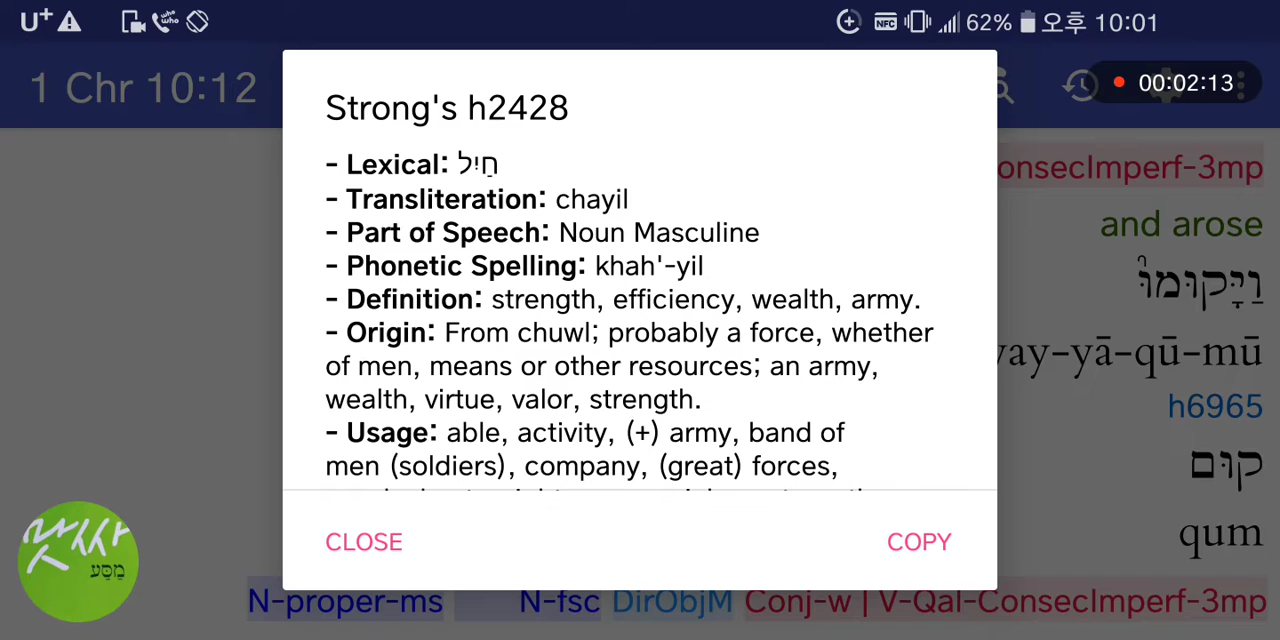 U+ 62% 오후 10:01
1 Chr 10:12 00:02:13
Strong's h2428
- Lexical: חַיִל
- Transliteration: chayil
- Part of Speech: Noun Masculine
- Phonetic Spelling: khah'-yil
- Definition: strength, efficiency, wealth, army.
- Origin: From chuwl; probably a force, whether
of men, means or other resources; an army,
wealth, virtue, valor, strength.
- Usage: able, activity, (+) army, band of
men (soldiers), company, (great) forces,
CLOSE COPY
onsecImperf-3mp
and arose
וַיָּק֜וּמוּ
vay-yā-qū-mū
h6965
קוּם
qum
מַסַּע
N-proper-ms N-fsc DirObjM Conj-w | V-Qal-ConsecImperf-3mp